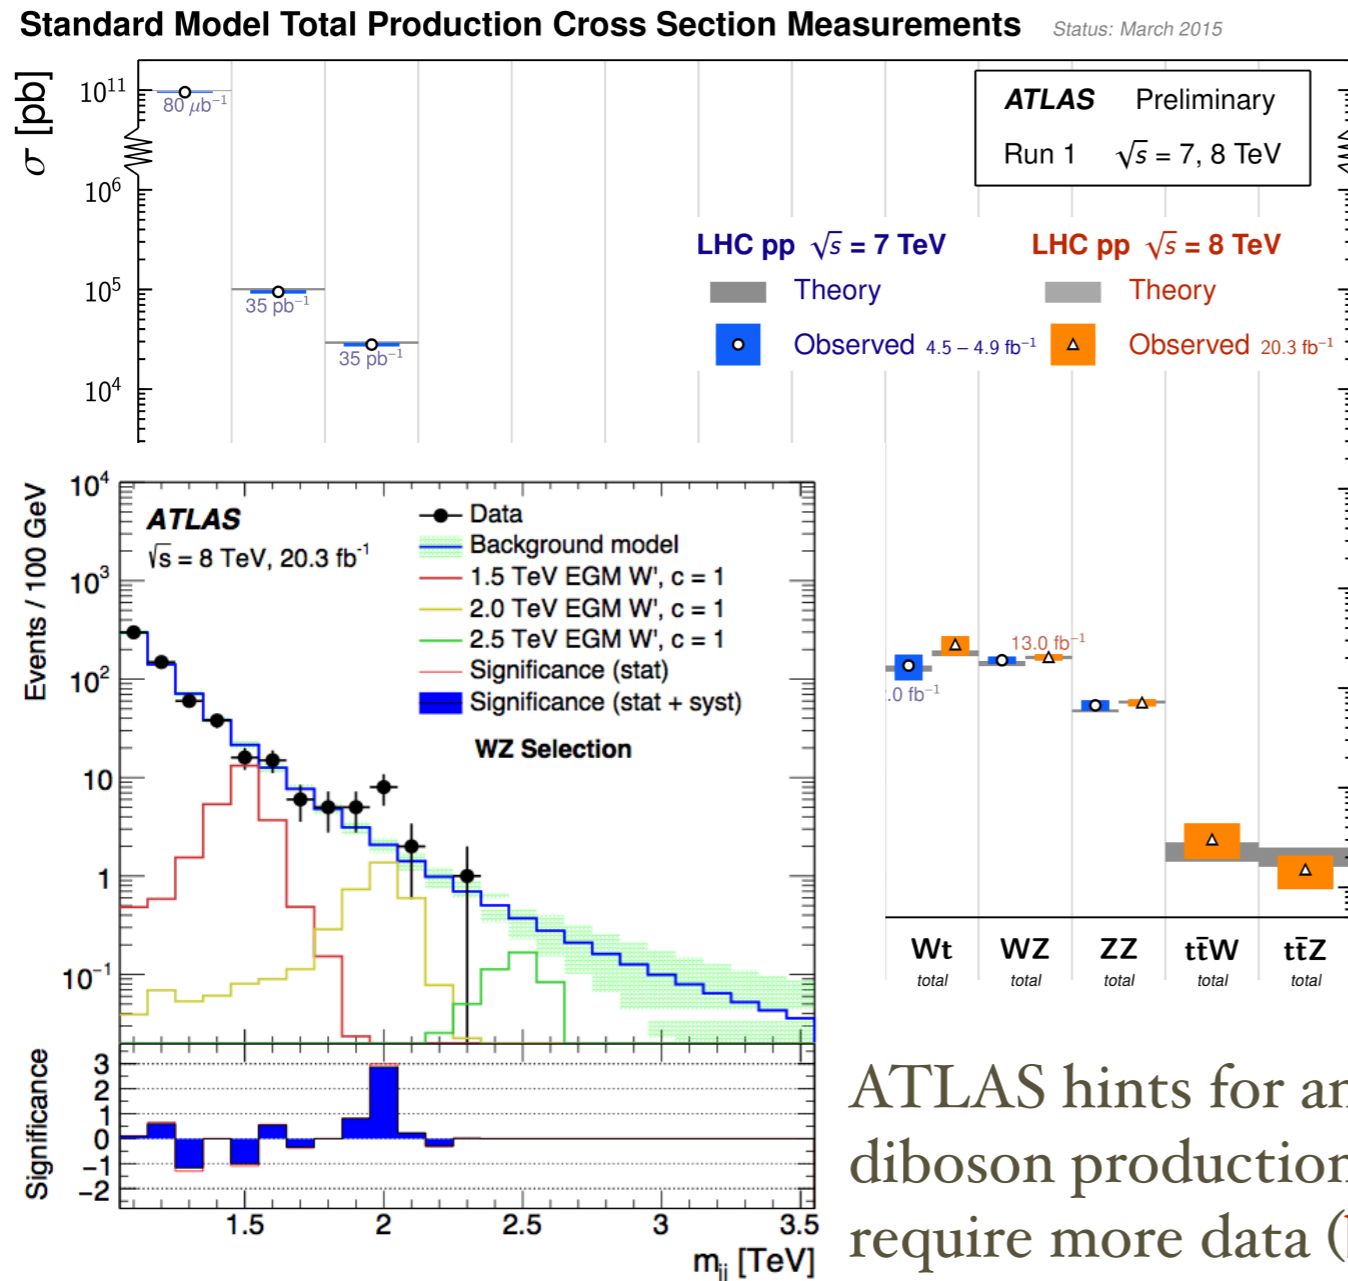 Standard Model Total Production Cross Section Measurements Status: March 2015
σ [pb]
10¹¹
10⁶
10⁵
10⁴
80 μb⁻¹
35 pb⁻¹
35 pb⁻¹
ATLAS Preliminary
Run 1 √s = 7, 8 TeV
LHC pp √s = 7 TeV
Theory
Observed 4.5 – 4.9 fb⁻¹
LHC pp √s = 8 TeV
Theory
Observed 20.3 fb⁻¹
13.0 fb⁻¹
.0 fb⁻¹
Wt WZ ZZ tt̄W tt̄Z
total total total total total
Events / 100 GeV
10⁴
10³
10²
10
1
10⁻¹
ATLAS
√s = 8 TeV, 20.3 fb⁻¹
Data
Background model
1.5 TeV EGM W', c = 1
2.0 TeV EGM W', c = 1
2.5 TeV EGM W', c = 1
Significance (stat)
Significance (stat + syst)
WZ Selection
Significance
3
2
1
0
−1
−2
1.5 2 2.5 3 3.5
m_jj [TeV]
ATLAS hints for
diboson production
require more data (